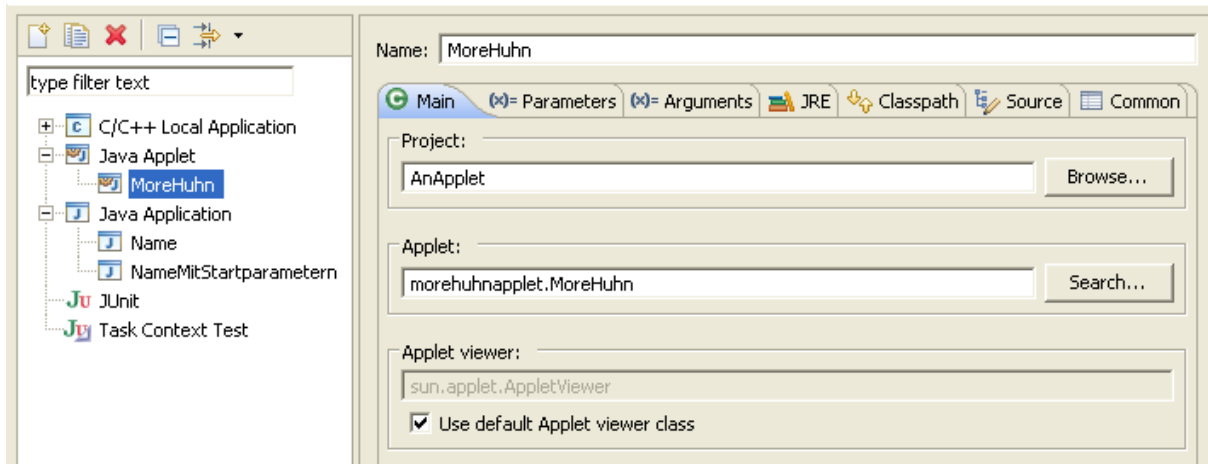 type filter text
C/C++ Local Application
Java Applet
MoreHuhn
Java Application
Name
NameMitStartparametern
JUnit
Task Context Test
Name: MoreHuhn
Main (x)= Parameters (x)= Arguments JRE Classpath Source Common
Project:
AnApplet Browse...
Applet:
morehuhnapplet.MoreHuhn Search...
Applet viewer:
sun.applet.AppletViewer
Use default Applet viewer class